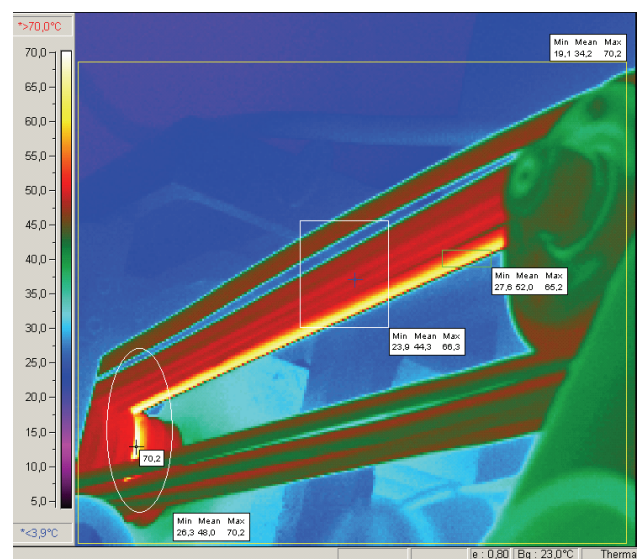 *>70,0°C
70,0
65,0
60,0
55,0
50,0
45,0
40,0
35,0
30,0
25,0
20,0
15,0
10,0
5,0
*<3,9°C
Min Mean Max
19,1 34,2 70,2
Min Mean Max
27,6 52,0 65,2
Min Mean Max
23,9 44,3 66,3
70,2
Min Mean Max
26,3 48,0 70,2
e : 0,80 Bg : 23,0°C Therma